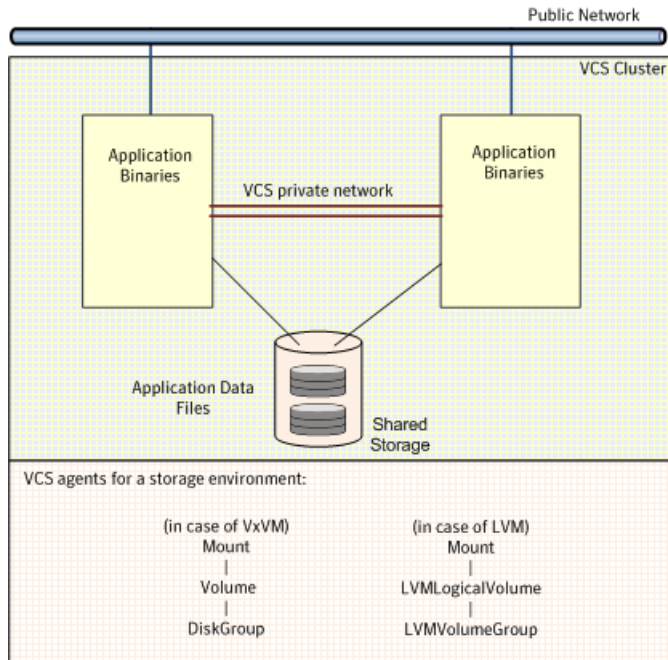 Public Network
VCS Cluster
Application
Binaries
Application
Binaries
VCS private network
Application Data
Files
Shared
Storage
VCS agents for a storage environment:
(in case of VxVM)
Mount
|
Volume
|
DiskGroup
(in case of LVM)
Mount
|
LVMLogicalVolume
|
LVMVolumeGroup